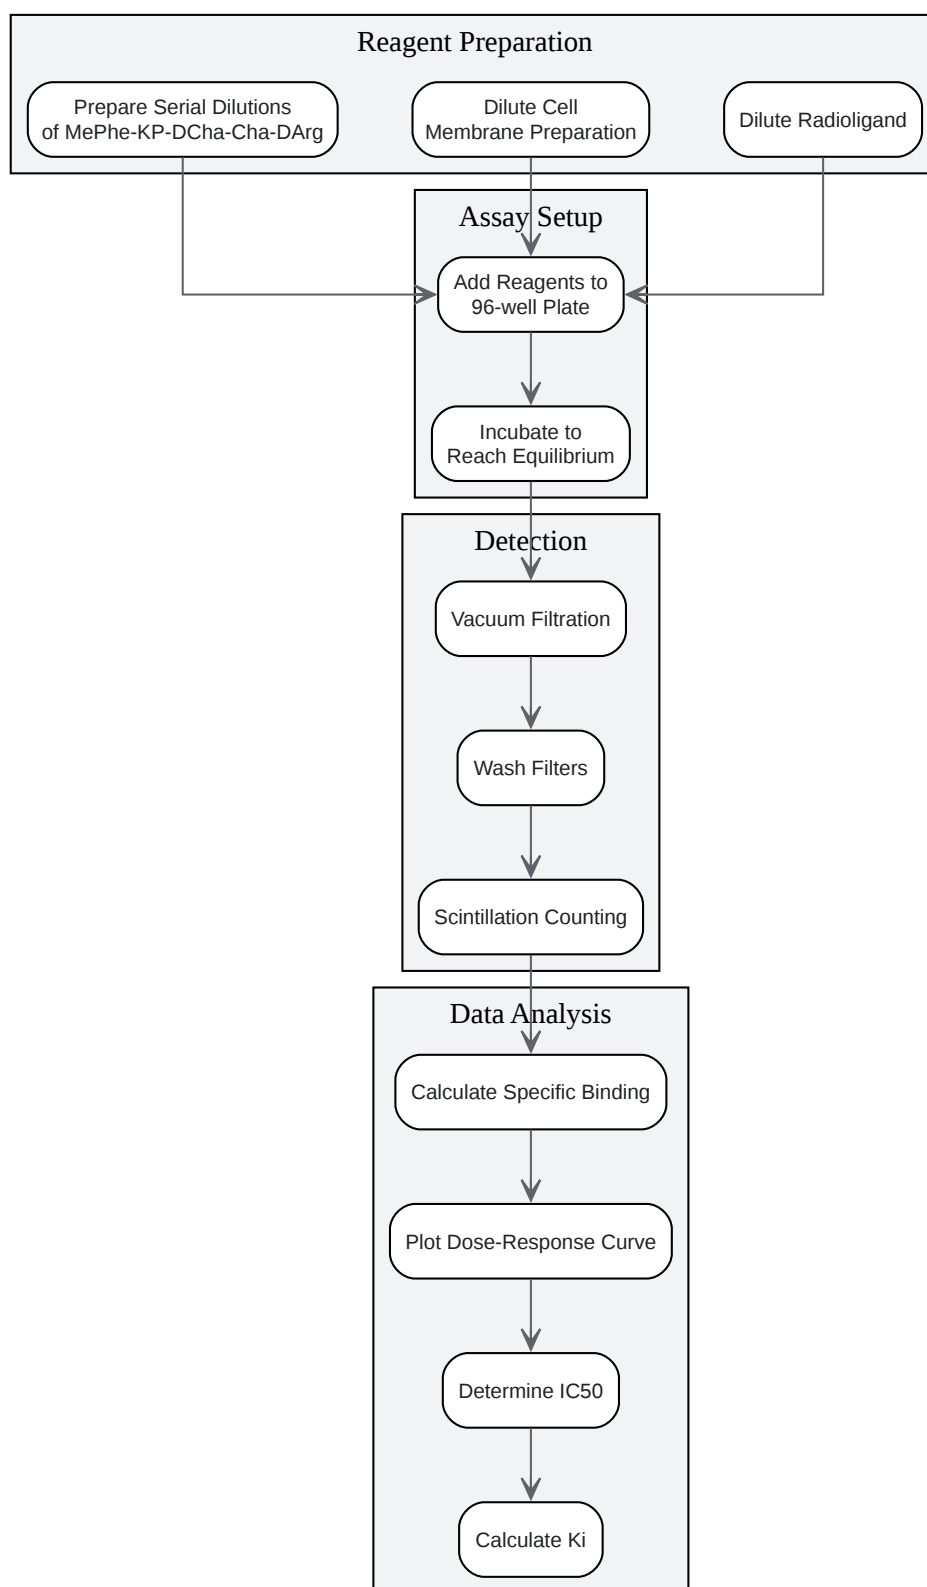 Reagent Preparation
Prepare Serial Dilutions
of MePhe-KP-DCha-Cha-DArg
Dilute Cell
Membrane Preparation
Dilute Radioligand
Assay Setup
Add Reagents to
96-well Plate
Incubate to
Reach Equilibrium
Detection
Vacuum Filtration
Wash Filters
Scintillation Counting
Data Analysis
Calculate Specific Binding
Plot Dose-Response Curve
Determine IC50
Calculate Ki